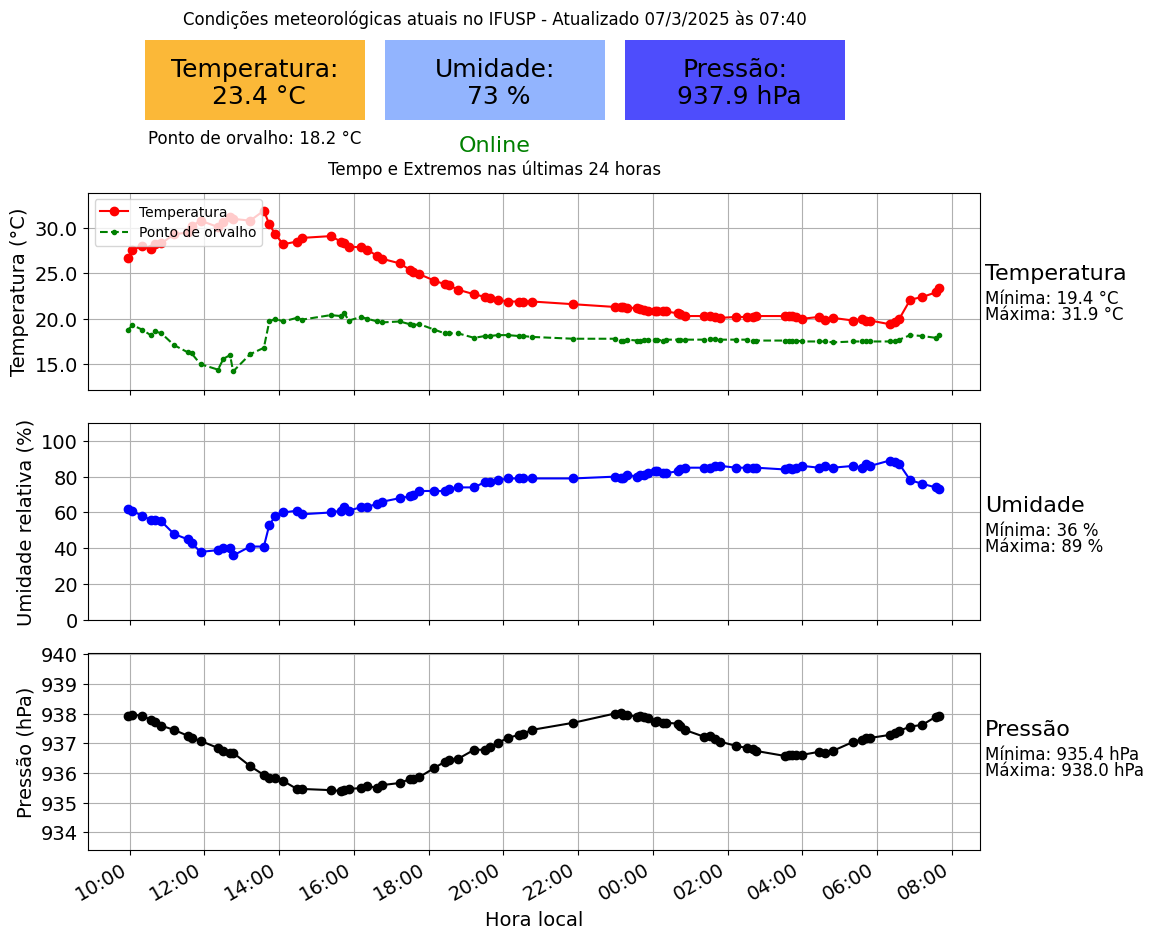 Condições meteorológicas atuais no IFUSP - Atualizado 07/3/2025 às 07:40
Temperatura:
23.4 °C
Umidade:
73 %
Pressão:
937.9 hPa
Ponto de orvalho: 18.2 °C
Online
Tempo e Extremos nas últimas 24 horas
Temperatura (°C)
30.0
25.0
20.0
15.0
Temperatura
Ponto de orvalho
Temperatura
Mínima: 19.4 °C
Máxima: 31.9 °C
Umidade relativa (%)
100
80
60
40
20
0
Umidade
Mínima: 36 %
Máxima: 89 %
Pressão (hPa)
940
939
938
937
936
935
934
Pressão
Mínima: 935.4 hPa
Máxima: 938.0 hPa
10:00 12:00 14:00 16:00 18:00 20:00 22:00 00:00 02:00 04:00 06:00 08:00
Hora local